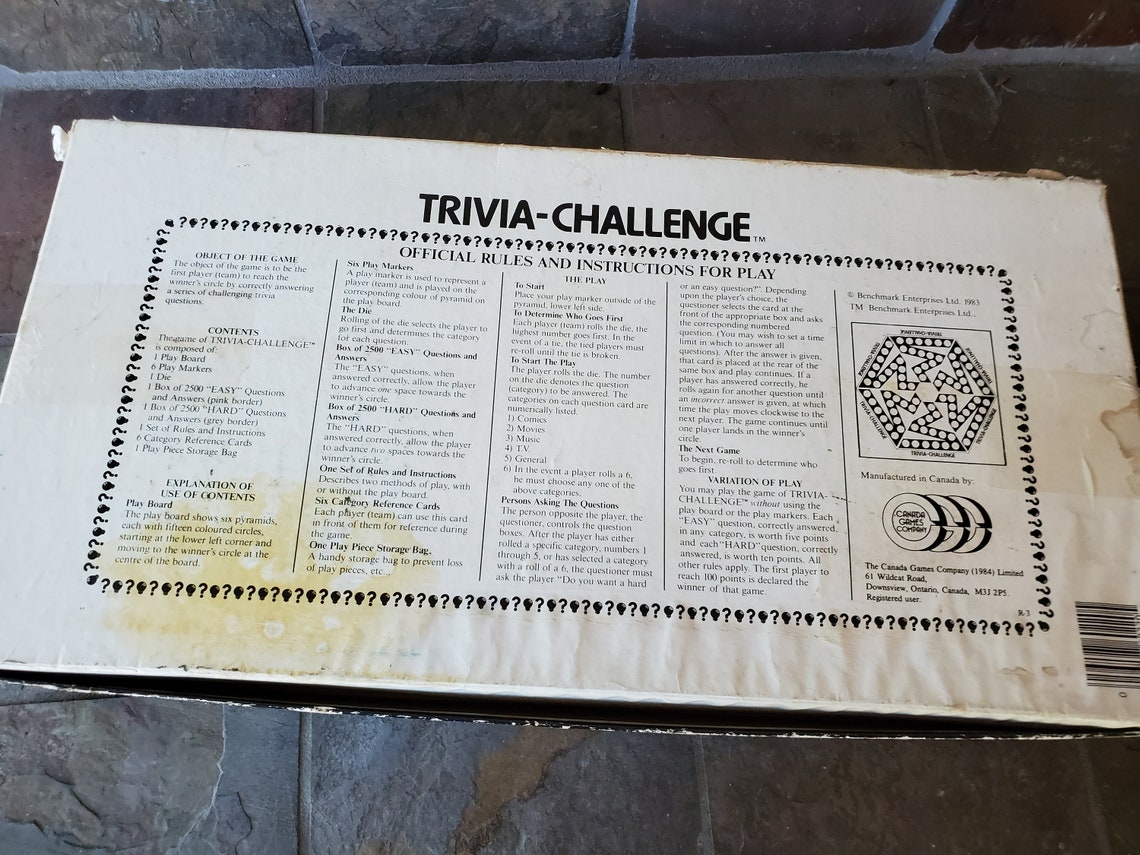 TRIVIA-CHALLENGE™
OFFICIAL RULES AND INSTRUCTIONS FOR PLAY
OBJECT OF THE GAME
The object of the game is to be the
first player (team) to reach the
winner's circle by correctly answering
a series of challenging trivia
questions.
CONTENTS
The game of TRIVIA-CHALLENGE™
is composed of:
1 Play Board
6 Play Markers
1 Die
1 Box of 2500 "EASY" Questions
and Answers (pink border)
1 Box of 2500 "HARD" Questions
and Answers (grey border)
1 Set of Rules and Instructions
6 Category Reference Cards
1 Play Piece Storage Bag
EXPLANATION OF
USE OF CONTENTS
Play Board
The play board shows six pyramids,
each with fifteen coloured circles,
starting at the lower left corner and
moving to the winner's circle at the
centre of the board.
Six Play Markers
A play marker is used to represent a
player (team) and is played on the
corresponding colour of pyramid on
the play board.
The Die
Rolling of the die selects the player to
go first and determines the category
for each question.
Box of 2500 "EASY" Questions and
Answers
The "EASY" questions, when
answered correctly, allow the player
to advance one space towards the
winner's circle.
Box of 2500 "HARD" Questions and
Answers
The "HARD" questions, when
answered correctly, allow the player
to advance two spaces towards the
winner's circle.
One Set of Rules and Instructions
Describes two methods of play, with
or without the play board.
Six Category Reference Cards
Each player (team) can use this card
in front of them for reference during
the game.
One Play Piece Storage Bag.
A handy storage bag to prevent loss
of play pieces, etc...
THE PLAY
To Start
Place your play marker outside of the
pyramid, lower left side.
To Determine Who Goes First
Each player (team) rolls the die, the
highest number goes first. In the
event of a tie, the tied players must
re-roll until the tie is broken.
To Start The Play
The player rolls the die. The number
on the die denotes the question
(category) to be answered. The
categories on each question card are
numerically listed:
1) Comics
2) Movies
3) Music
4) T.V.
5) General
6) In the event a player rolls a 6,
he must choose any one of the
above categories.
Persons Asking The Questions
The person opposite the player, the
questioner, controls the question
boxes. After the player has either
rolled a specific category, numbers 1
through 5, or has selected a category
with a roll of a 6, the questioner must
ask the player "Do you want a hard
or an easy question?". Depending
upon the player's choice, the
questioner selects the card at the
front of the appropriate box and asks
the corresponding numbered
question. (You may wish to set a time
limit in which to answer all
questions). After the answer is given,
that card is placed at the rear of the
same box and play continues. If a
player has answered correctly, he
rolls again for another question until
an incorrect answer is given, at which
time the play moves clockwise to the
next player. The game continues until
one player lands in the winner's
circle.
The Next Game
To begin, re-roll to determine who
goes first.
VARIATION OF PLAY
You may play the game of TRIVIA-
CHALLENGE™ without using the
play board or the play markers. Each
"EASY" question, correctly answered,
in any category, is worth five points
and each "HARD" question, correctly
answered, is worth ten points. All
other rules apply. The first player to
reach 100 points is declared the
winner of that game.
© Benchmark Enterprises Ltd. 1983
TM Benchmark Enterprises Ltd..
TRIVIA-CHALLENGE
TRIVIA-CHALLENGE
TRIVIA-CHALLENGE
TRIVIA-CHALLENGE
TRIVIA-CHALLENGE
TRIVIA-CHALLENGE
Manufactured in Canada by:
CANADA
GAMES
COMPANY
The Canada Games Company (1984) Limited
61 Wildcat Road,
Downsview, Ontario, Canada, M3J 2P5.
Registered user.
R-3
0